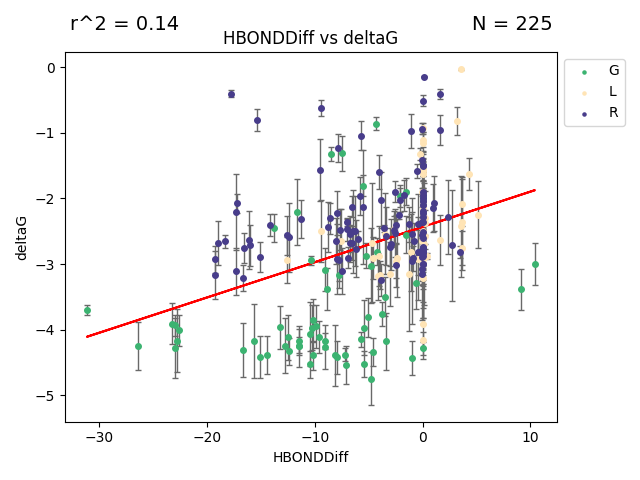 r^2 = 0.14
N = 225
HBONDDiff vs deltaG
G
L
R
deltaG
0
−1
−2
−3
−4
−5
−30
−20
−10
0
10
HBONDDiff